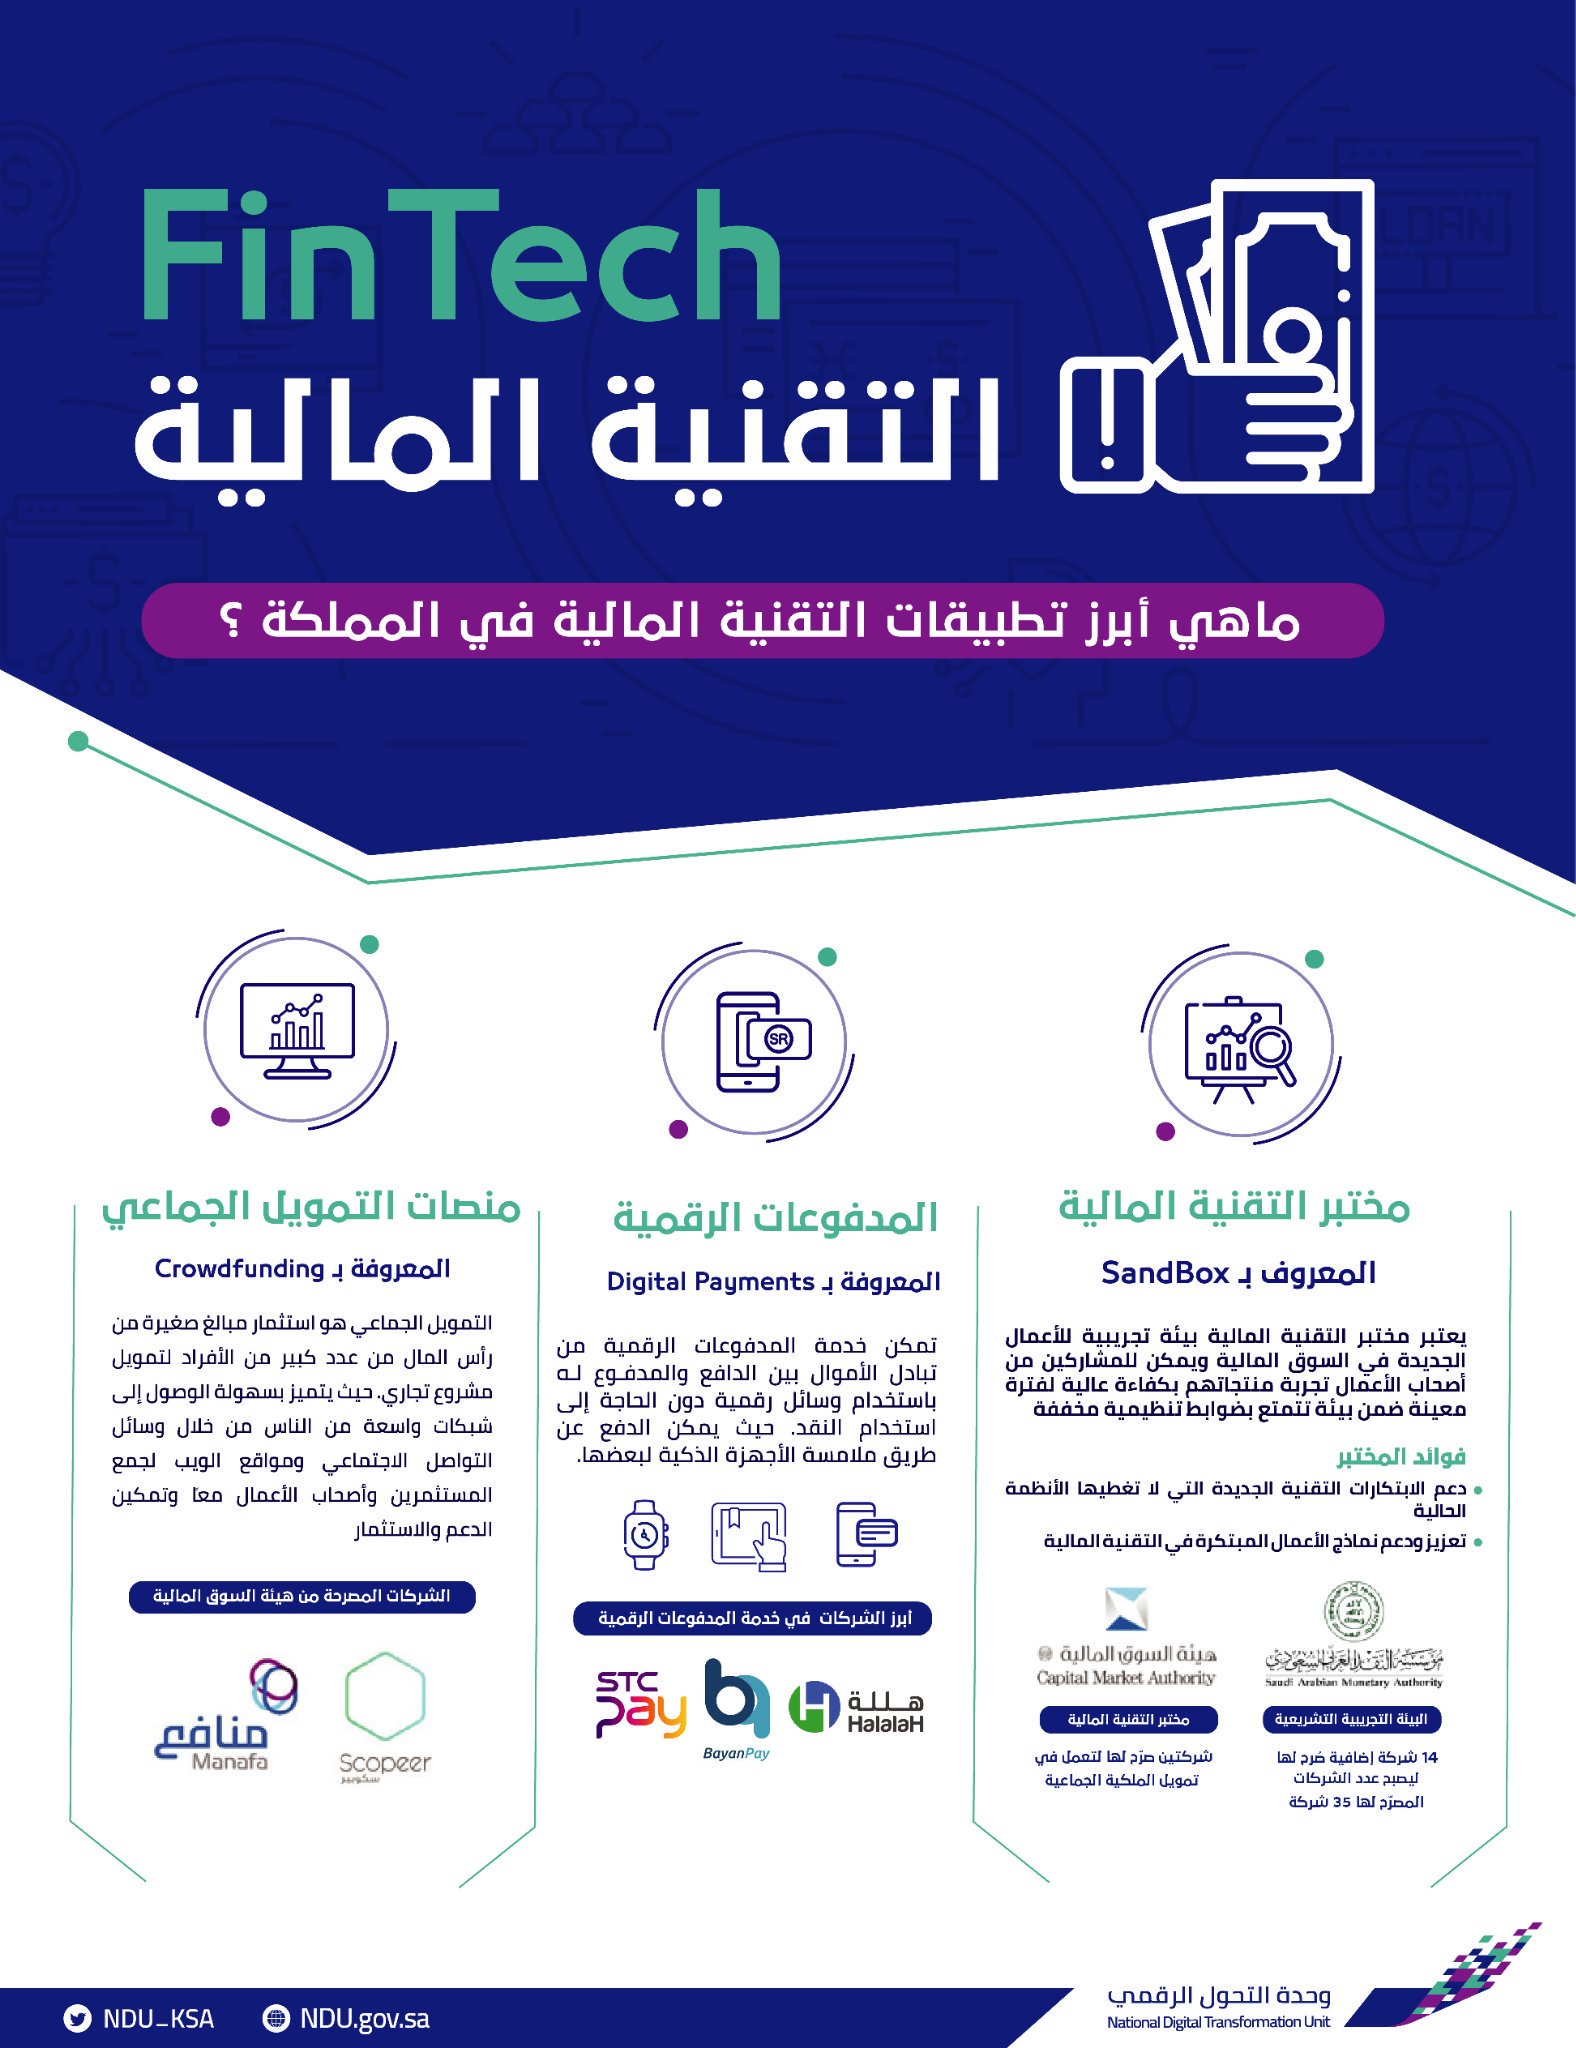 FinTech
التقنية المالية
ماهي أبرز تطبيقات التقنية المالية في المملكة ؟
مختبر التقنية المالية
المعروف بـ SandBox
يعتبر مختبر التقنية المالية بيئة تجريبية للأعمال
الجديدة في السوق المالية ويمكن للمشاركين من
أصحاب الأعمال تجربة منتجاتهم بكفاءة عالية لفترة
معينة ضمن بيئة تتمتع بضوابط تنظيمية مخففة
فوائد المختبر
• دعم الابتكارات التقنية الجديدة التي لا تغطيها الأنظمة
الحالية
• تعزيز ودعم نماذج الأعمال المبتكرة في التقنية المالية
مؤسسة النقد العربي السعودي
Saudi Arabian Monetary Authority
البيئة التجريبية التشريعية
14 شركة إضافية صُرح لها
ليصبح عدد الشركات
المصرّح لها 35 شركة
هيئة السوق المالية
Capital Market Authority
مختبر التقنية المالية
شركتين صرّح لها لتعمل في
تمويل الملكية الجماعية
المدفوعات الرقمية
المعروفة بـ Digital Payments
تمكن خدمة المدفوعات الرقمية من
تبادل الأموال بين الدافع والمدفوع له
باستخدام وسائل رقمية دون الحاجة إلى
استخدام النقد. حيث يمكن الدفع عن
طريق ملامسة الأجهزة الذكية لبعضها.
أبرز الشركات في خدمة المدفوعات الرقمية
هللة
HalalaH
BayanPay
STC
Pay
منصات التمويل الجماعي
المعروفة بـ Crowdfunding
التمويل الجماعي هو استثمار مبالغ صغيرة من
رأس المال من عدد كبير من الأفراد لتمويل
مشروع تجاري. حيث يتميز بسهولة الوصول إلى
شبكات واسعة من الناس من خلال وسائل
التواصل الاجتماعي ومواقع الويب لجمع
المستثمرين وأصحاب الأعمال معًا وتمكين
الدعم والاستثمار
الشركات المصرحة من هيئة السوق المالية
Scopeer
سكوبير
منافع
Manafa
SR
LOAN
وحدة التحول الرقمي
National Digital Transformation Unit
NDU_KSA
NDU.gov.sa